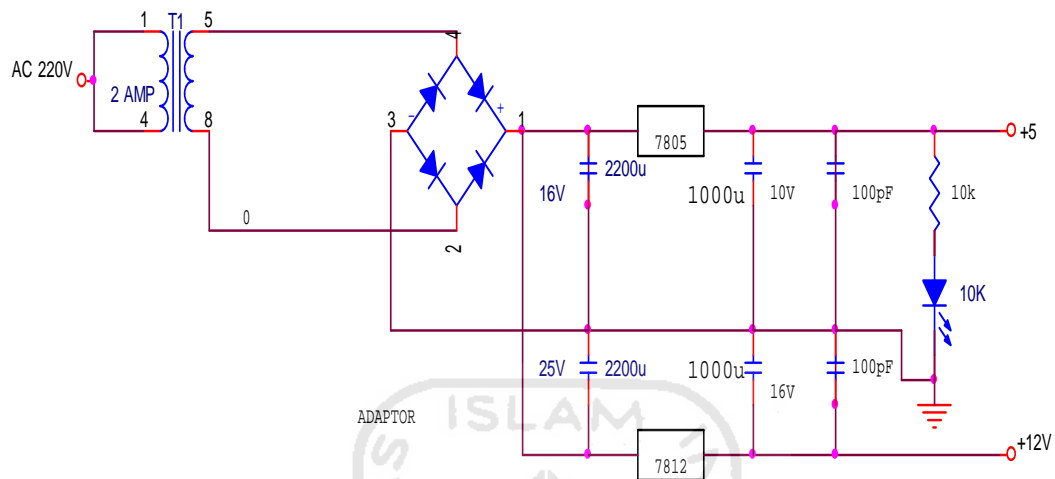 1 T1 5
AC 220V
2 AMP
4 8
0
4
3 - + 1
2
7805
+5
16V 2200u
1000u 10V
100pF
10k
10K
25V 2200u
1000u 16V
100pF
ADAPTOR
ISLAM
7812
+12V